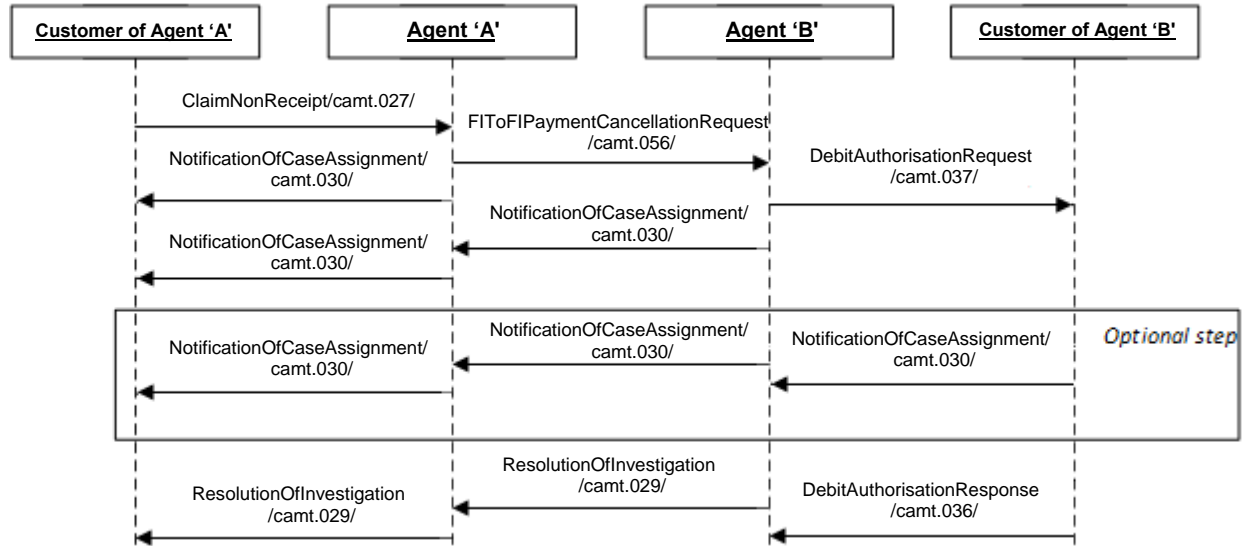 Customer of Agent ‘A'
Agent ‘A'
Agent ‘B'
Customer of Agent ‘B'
ClaimNonReceipt/camt.027/
FIToFIPaymentCancellationRequest
/camt.056/
DebitAuthorisationRequest
/camt.037/
NotificationOfCaseAssignment/
camt.030/
NotificationOfCaseAssignment/
camt.030/
NotificationOfCaseAssignment/
camt.030/
Optional step
NotificationOfCaseAssignment/
camt.030/
NotificationOfCaseAssignment/
camt.030/
NotificationOfCaseAssignment/
camt.030/
ResolutionOfInvestigation
/camt.029/
DebitAuthorisationResponse
/camt.036/
ResolutionOfInvestigation
/camt.029/